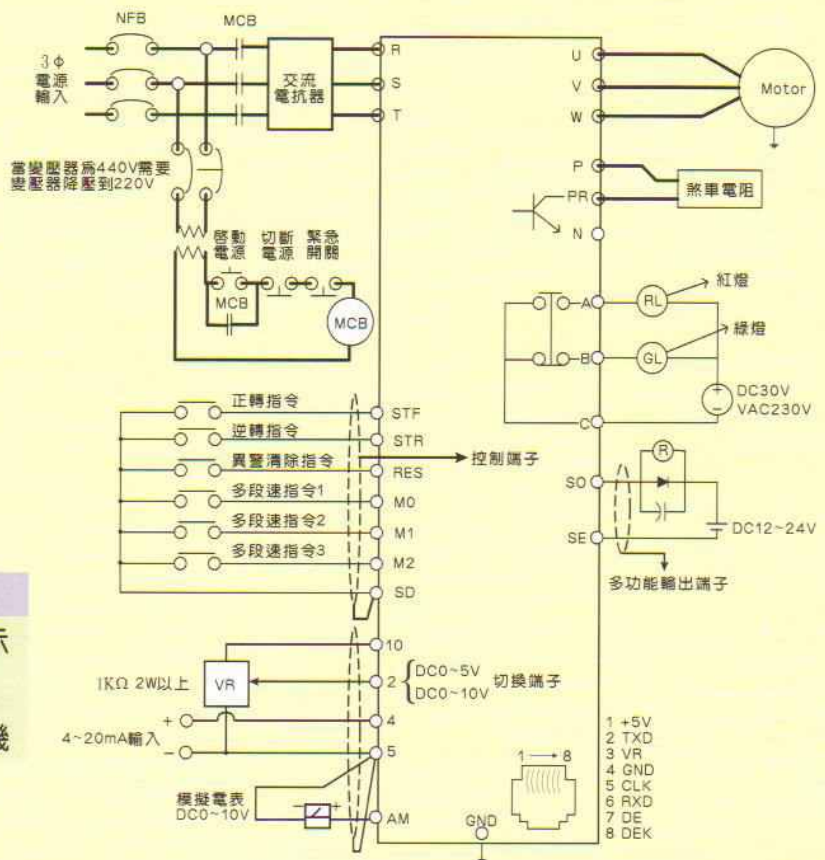 NFB
MCB
3Φ
電源
輸入
交流
電抗器
R
S
T
U
V
W
Motor
當變壓器為440V需要
變壓器降壓到220V
P
PR
N
煞車電阻
啓動
電源
切斷
電源
緊急
開關
MCB
MCB
A
RL
紅燈
B
GL
綠燈
C
DC30V
VAC230V
正轉指令
STF
逆轉指令
STR
異警清除指令
RES
控制端子
多段速指令1
M0
多段速指令2
M1
多段速指令3
M2
SD
SO
R
SE
DC12~24V
多功能輸出端子
示
機
10
1KΩ 2W以上
VR
2
DC0~5V
DC0~10V
切換端子
+
4
4~20mA輸入
−
5
模擬電表
DC0~10V
− +
AM
GND
1 → 8
1 +5V
2 TXD
3 VR
4 GND
5 CLK
6 RXD
7 DE
8 DEK